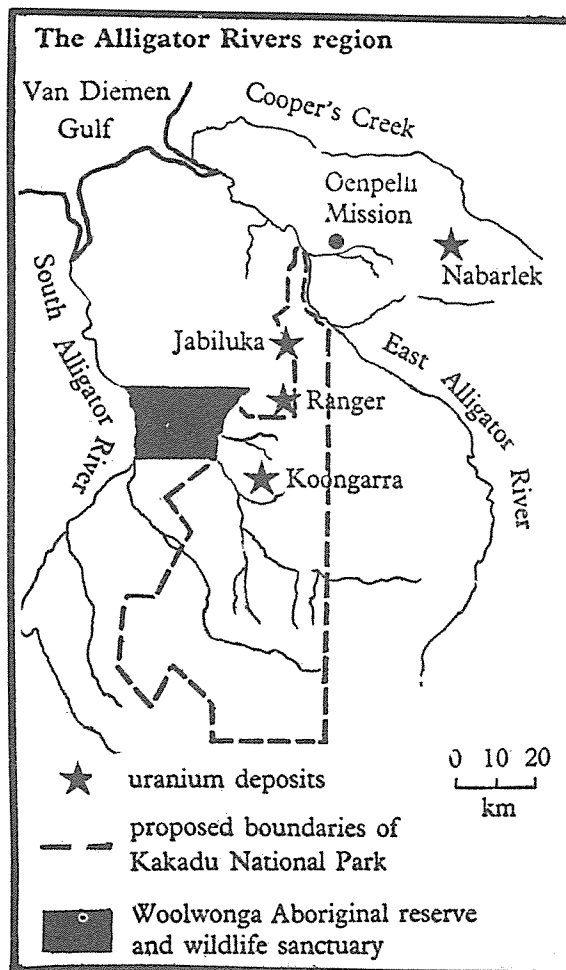 The Alligator Rivers region
Van Diemen
Gulf
Cooper's Creek
Oenpelli
Mission
Nabarlek
South Alligator River
Jabiluka
East Alligator River
Ranger
Koongarra
0 10 20
km
uranium deposits
proposed boundaries of
Kakadu National Park
Woolwonga Aboriginal reserve
and wildlife sanctuary